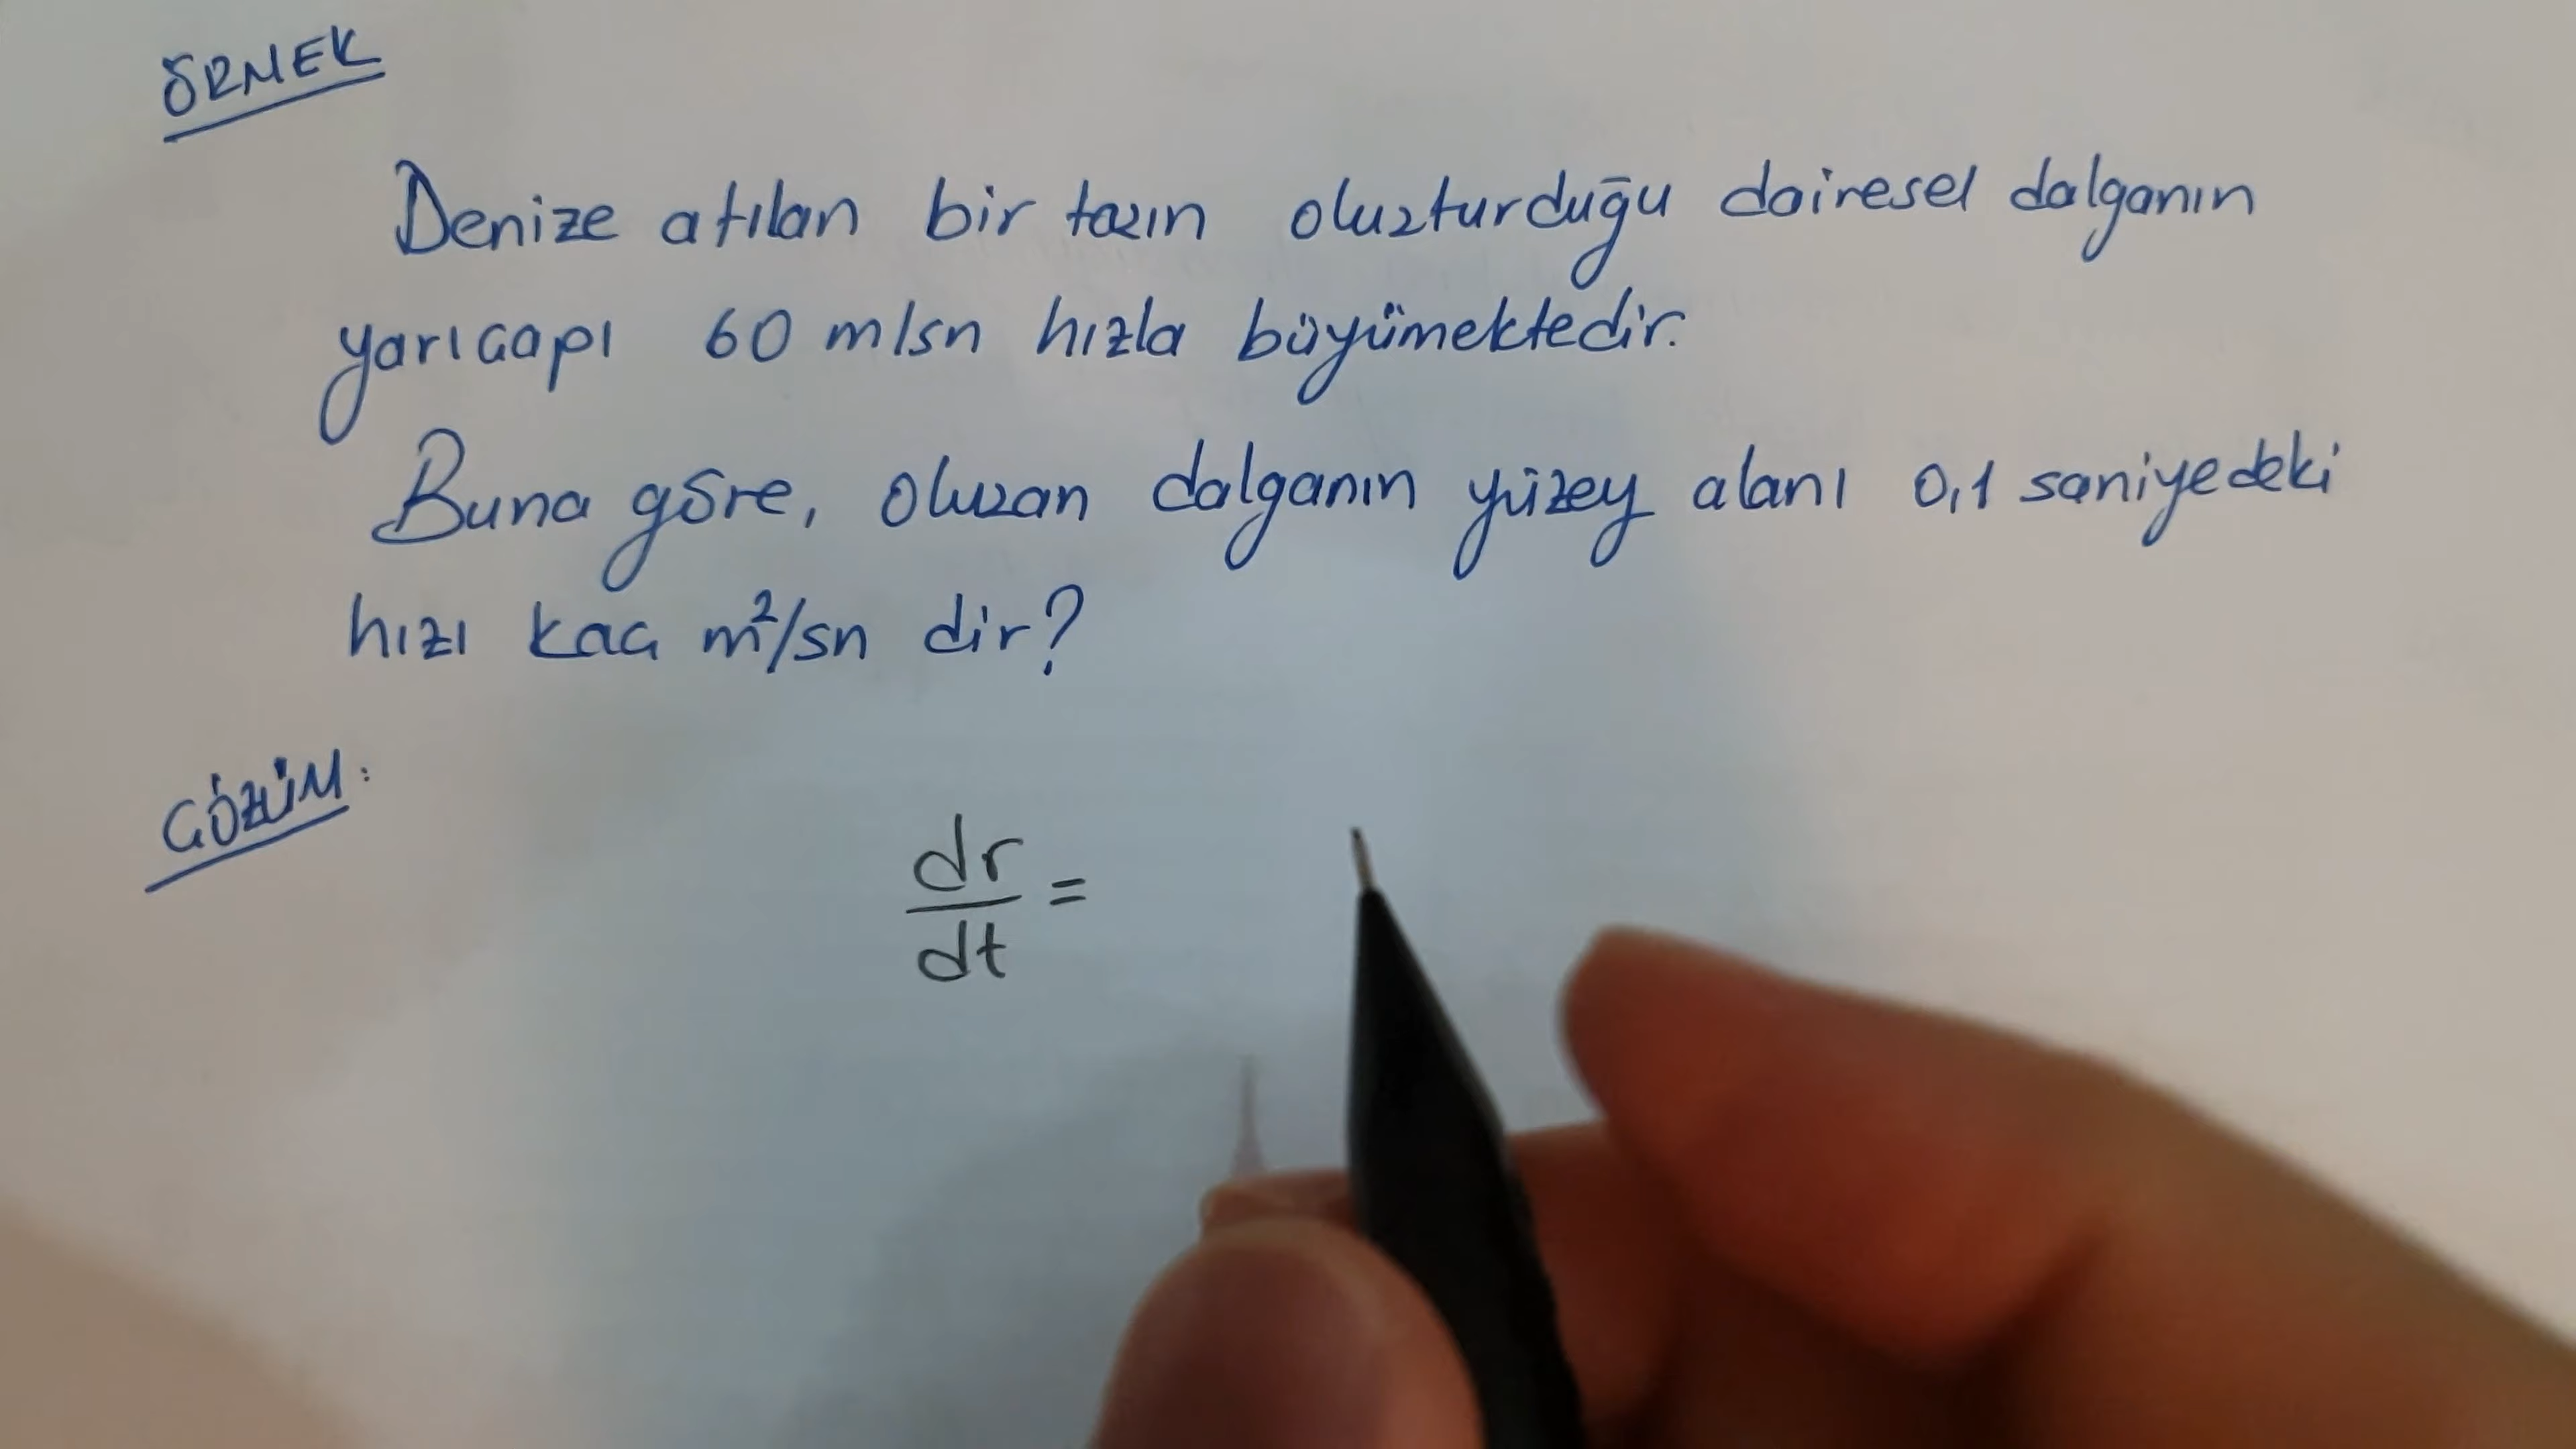 ÖRNEK
Denize atılan bir taşın oluşturduğu dairesel dalganın
yarıçapı 60 m/sn hızla büyümektedir.
Buna göre, oluşan dalganın yüzey alanı 0,1 saniyedeki
hızı kaç m²/sn dir?
ÇÖZÜM:
dr
dt =